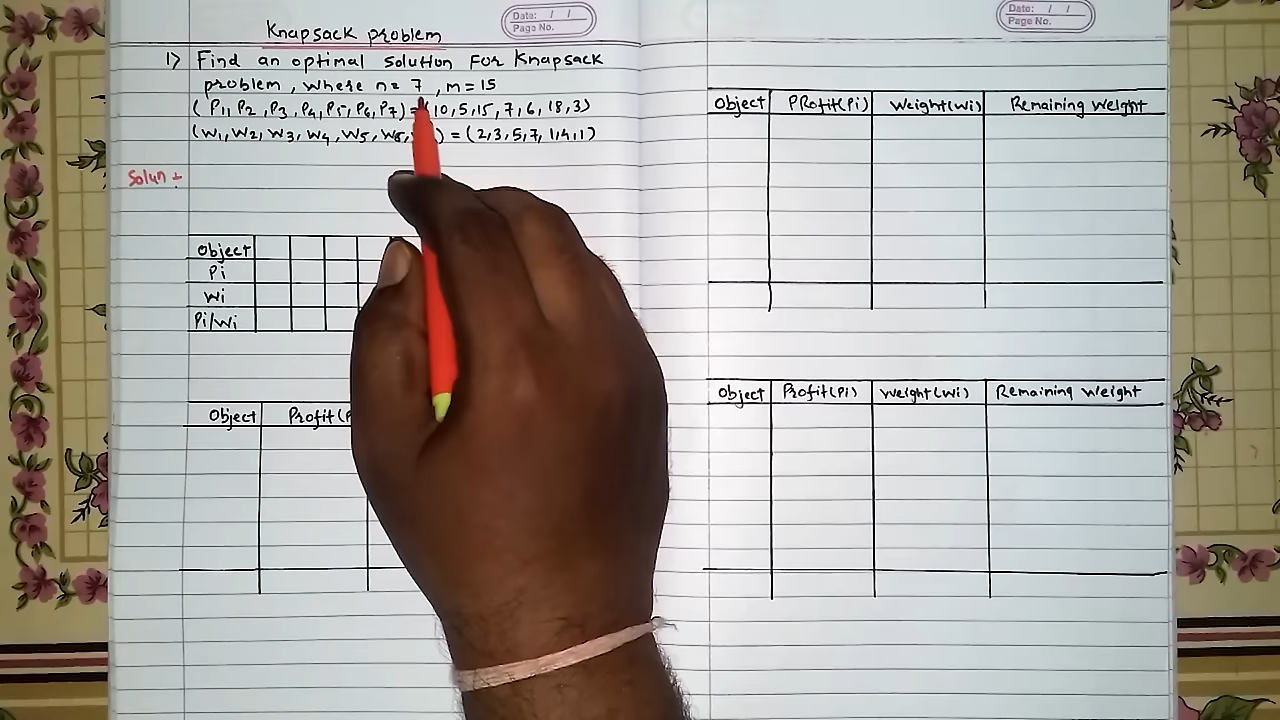 Knapsack problem
Date: / /
Page No.
1) Find an optimal solution For Knapsack
problem, where n= 7, m=15
(P1, P2, P3, P4, P5, P6, P7) = (10, 5, 15, 7, 6, 18, 3)
(W1, W2, W3, W4, W5, W6, ) = (2, 3, 5, 7, 1, 4, 1)
Solun ÷
Object
Pi
Wi
Pi/Wi
Object Profit(P
Date: / /
Page No.
Object PRofit(Pi) Weight(Wi) Remaining Weight
Object Profit(Pi) Weight(Wi) Remaining Weight